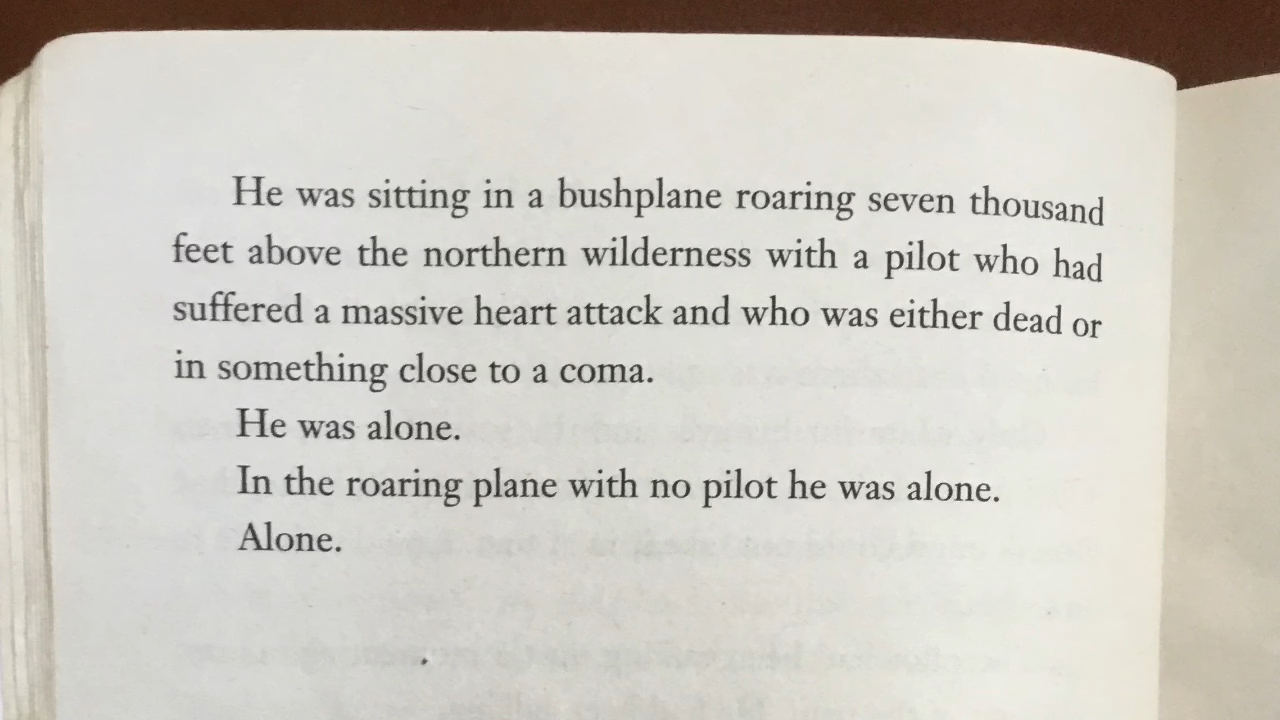 He was sitting in a bushplane roaring seven thousand
feet above the northern wilderness with a pilot who had
suffered a massive heart attack and who was either dead or
in something close to a coma.
He was alone.
In the roaring plane with no pilot he was alone.
Alone.